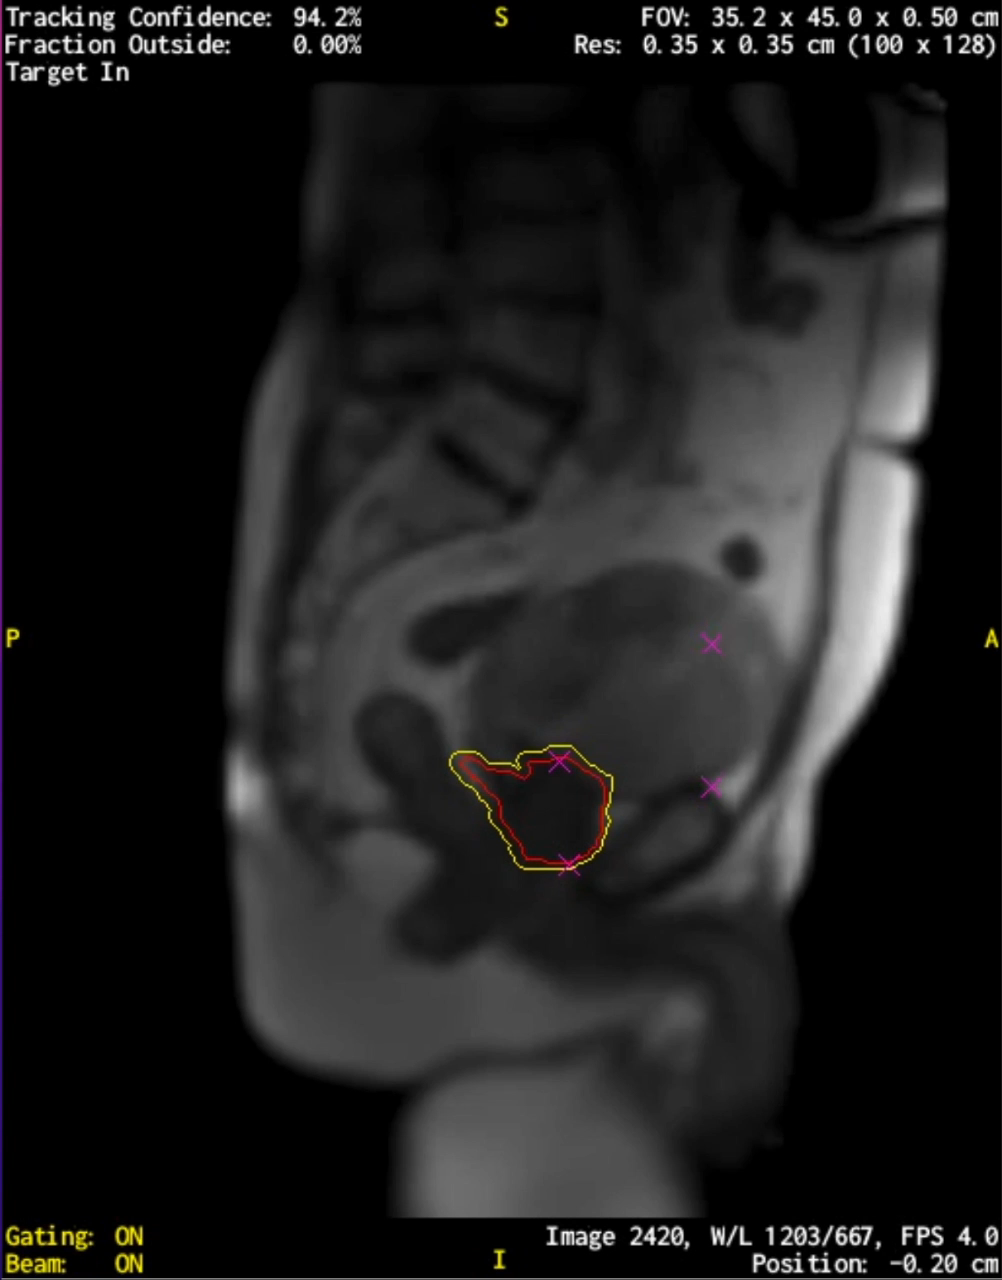 Tracking Confidence: 94.2%
Fraction Outside: 0.00%
Target In
S
FOV: 35.2 x 45.0 x 0.50 cm
Res: 0.35 x 0.35 cm (100 x 128)
P
A
Gating: ON
Beam: ON
I
Image 2420, W/L 1203/667, FPS 4.0
Position: -0.20 cm